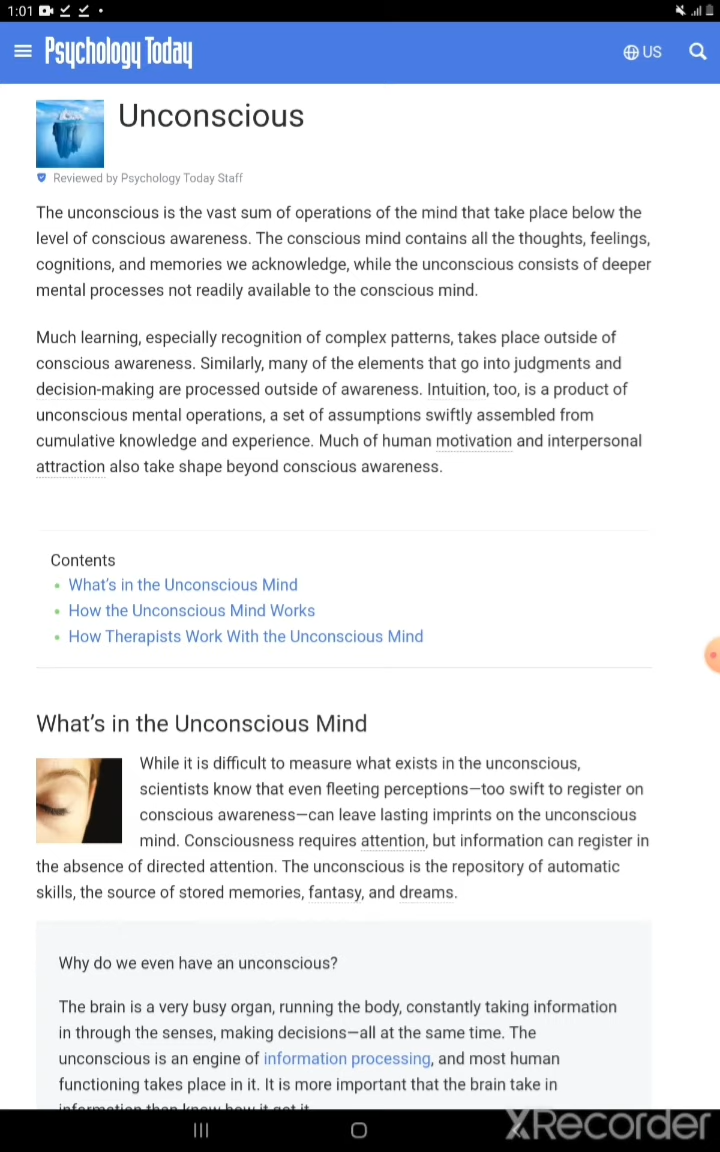 1:01
Psychology Today
US
Unconscious
Reviewed by Psychology Today Staff
The unconscious is the vast sum of operations of the mind that take place below the
level of conscious awareness. The conscious mind contains all the thoughts, feelings,
cognitions, and memories we acknowledge, while the unconscious consists of deeper
mental processes not readily available to the conscious mind.
Much learning, especially recognition of complex patterns, takes place outside of
conscious awareness. Similarly, many of the elements that go into judgments and
decision-making are processed outside of awareness. Intuition, too, is a product of
unconscious mental operations, a set of assumptions swiftly assembled from
cumulative knowledge and experience. Much of human motivation and interpersonal
attraction also take shape beyond conscious awareness.
Contents
• What's in the Unconscious Mind
• How the Unconscious Mind Works
• How Therapists Work With the Unconscious Mind
What's in the Unconscious Mind
While it is difficult to measure what exists in the unconscious,
scientists know that even fleeting perceptions—too swift to register on
conscious awareness—can leave lasting imprints on the unconscious
mind. Consciousness requires attention, but information can register in
the absence of directed attention. The unconscious is the repository of automatic
skills, the source of stored memories, fantasy, and dreams.
Why do we even have an unconscious?
The brain is a very busy organ, running the body, constantly taking information
in through the senses, making decisions—all at the same time. The
unconscious is an engine of information processing, and most human
functioning takes place in it. It is more important that the brain take in
information than know how it got it.
XRecorder